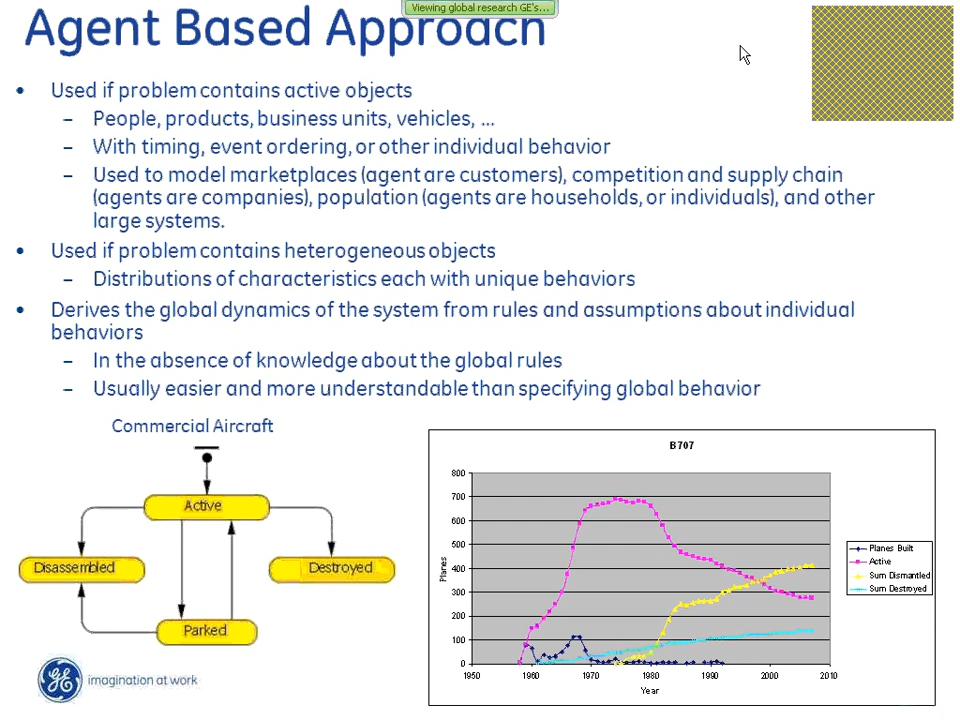 Viewing global research GE's...
Agent Based Approach
• Used if problem contains active objects
– People, products, business units, vehicles, ...
– With timing, event ordering, or other individual behavior
– Used to model marketplaces (agent are customers), competition and supply chain
(agents are companies), population (agents are households, or individuals), and other
large systems.
• Used if problem contains heterogeneous objects
– Distributions of characteristics each with unique behaviors
• Derives the global dynamics of the system from rules and assumptions about individual
behaviors
– In the absence of knowledge about the global rules
– Usually easier and more understandable than specifying global behavior
Commercial Aircraft
Active
Disassembled
Destroyed
Parked
GE
imagination at work
B707
Planes
800
700
600
500
400
300
200
100
0
1950 1960 1970 1980 1990 2000 2010
Year
Planes Built
Active
Sum Dismantled
Sum Destroyed